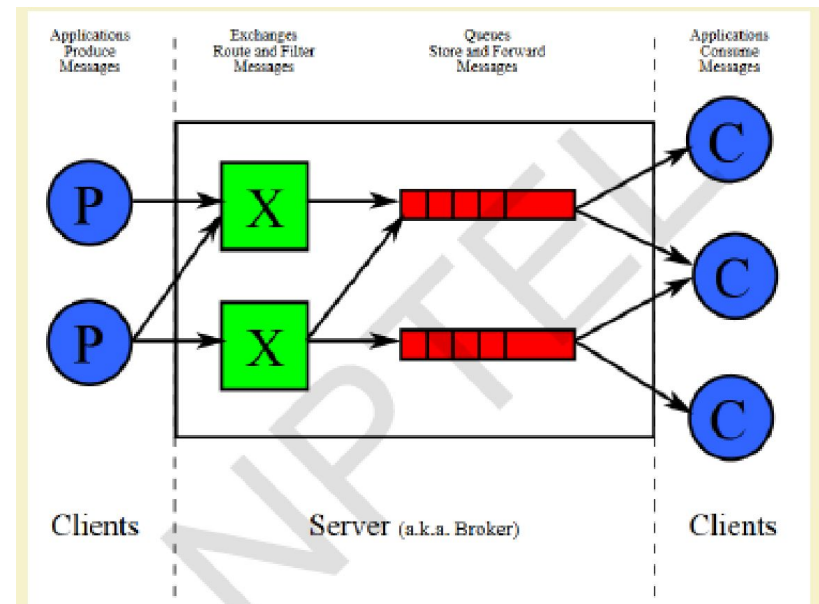 Applications
Produce
Messages
Exchanges
Route and Filter
Messages
Queues
Store and Forward
Messages
Applications
Consume
Messages
P
X
C
P
X
C
C
NPTEL
Clients
Server (a.k.a. Broker)
Clients